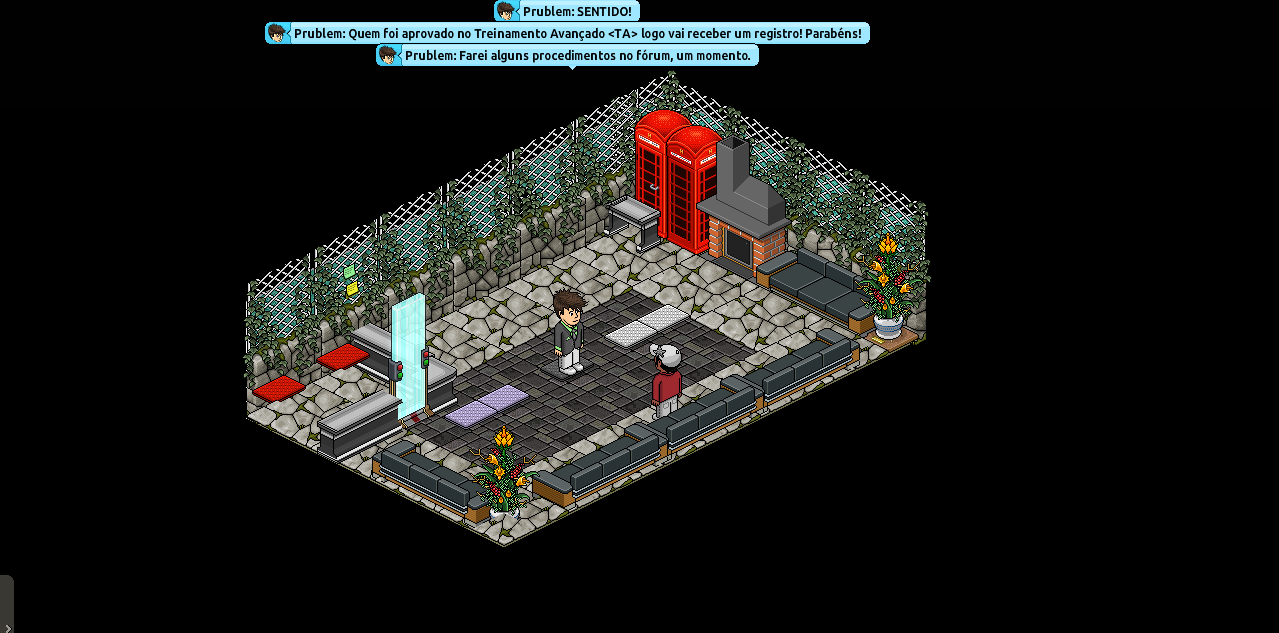 Prublem: SENTIDO!
Prublem: Quem foi aprovado no Treinamento Avançado <TA> logo vai receber um registro! Parabéns!
Prublem: Farei alguns procedimentos no fórum, um momento.